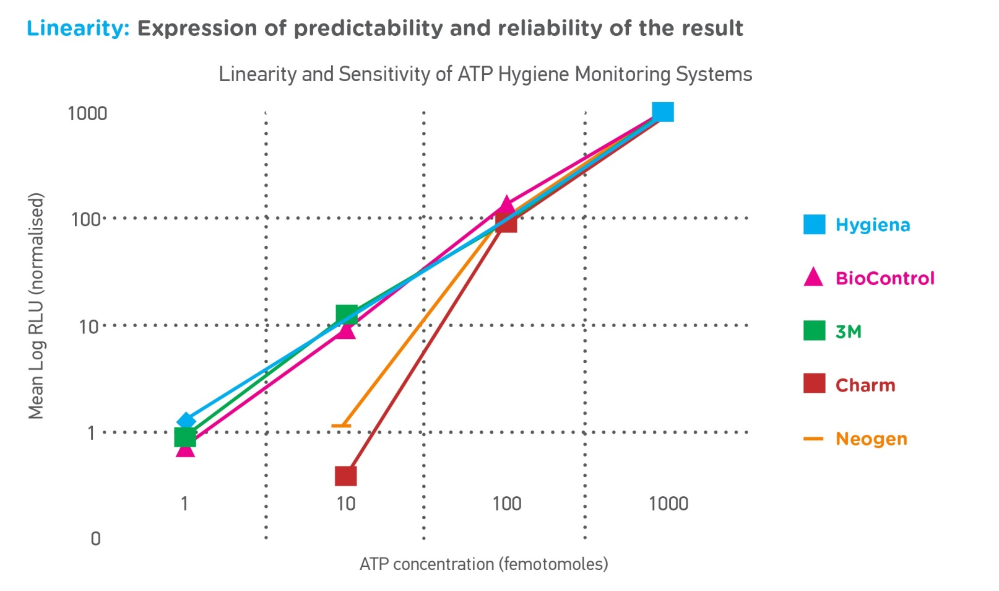 Linearity: Expression of predictability and reliability of the result
Linearity and Sensitivity of ATP Hygiene Monitoring Systems
1000
100
10
1
0
Mean Log RLU (normalised)
1 10 100 1000
ATP concentration (femotomoles)
Hygiena
BioControl
3M
Charm
Neogen